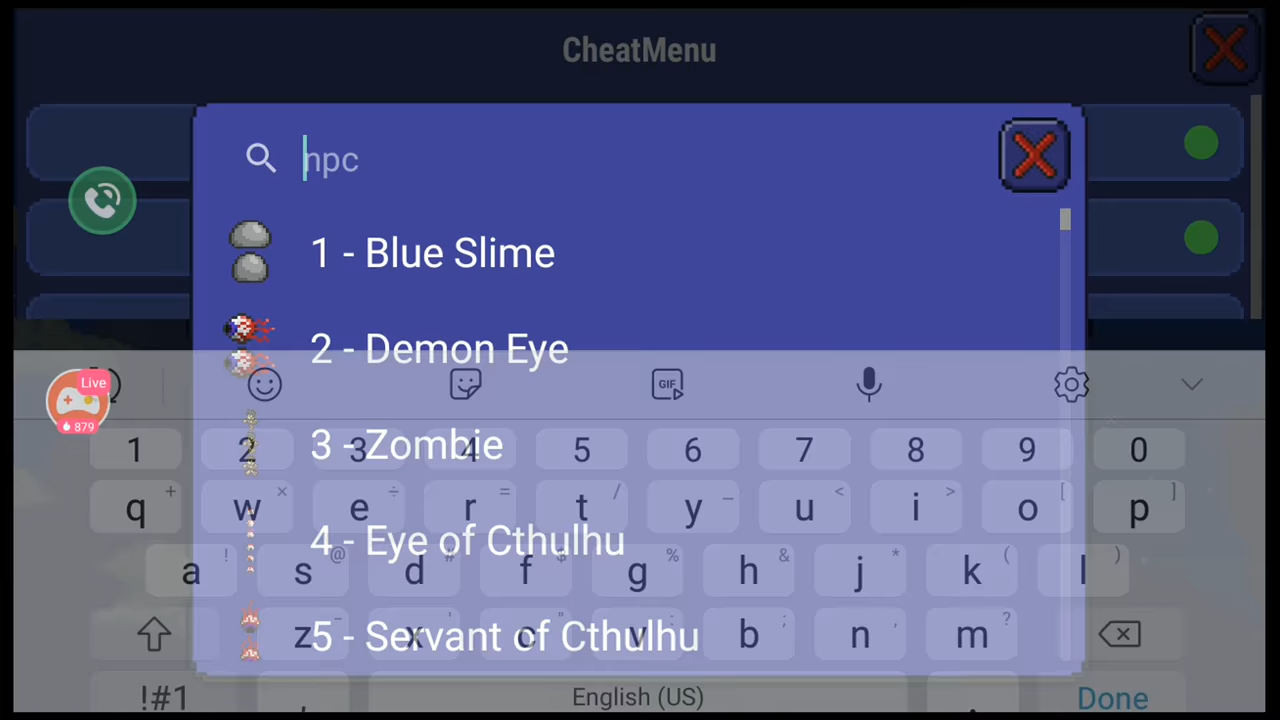 CheatMenu
npc
1 - Blue Slime
2 - Demon Eye
3 - Zombie
4 - Eye of Cthulhu
5 - Servant of Cthulhu
Live
879
GIF
1 2 3 4 5 6 7 8 9 0
q + w × e ÷ r = t / y _ u < i > o [ p ]
a ! s @ d # f $ g % h & j * k ( l )
z - x ' c " v : b ; n , m ?
!#1 , English (US) . Done